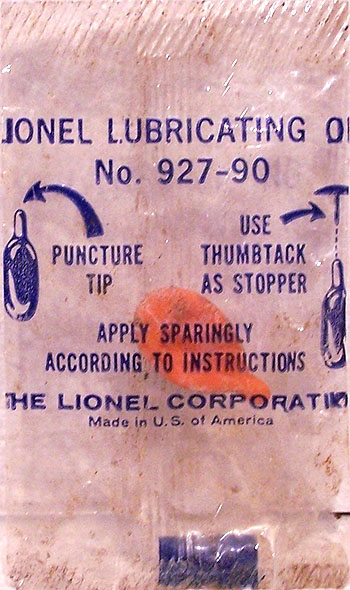 IONEL LUBRICATING O
No. 927-90
PUNCTURE
TIP
USE
THUMBTACK
AS STOPPER
APPLY SPARINGLY
ACCORDING TO INSTRUCTIONS
THE LIONEL CORPORATI
Made in U.S. of America